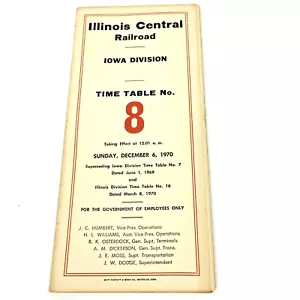 Illinois Central
Railroad
IOWA DIVISION
TIME TABLE No.
8
Taking Effect at 12:01 a. m.
SUNDAY, DECEMBER 6, 1970
Superseding Iowa Division Time Table No. 7
Dated June 1, 1969
and
Illinois Division Time Table No. 16
Dated March 8, 1970
FOR THE GOVERNMENT OF EMPLOYEES ONLY
J. C. HUMBERT, Vice Pres. Operations
H. L. WILLIAMS, Asst. Vice Pres. Operations
R. K. OSTERDOCK, Gen. Supt. Terminals
A. M. DICKERSON, Gen. Supt. Trans.
J. E. MOSS, Supt. Transportation
J. W. DODGE, Superintendent